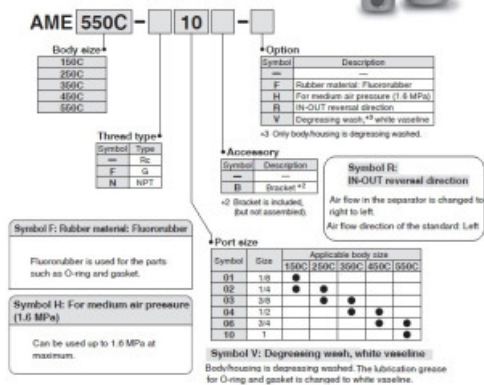 AME 550C - 10 -
Body size
150C
250C
350C
450C
550C
Thread type
Symbol Type
— Rc
F G
N NPT
Option
Symbol Description
— —
F Rubber material: Fluororubber
H For medium air pressure (1.6 MPa)
R IN-OUT reversal direction
V Degreasing wash,*3 white vaseline
*3 Only body/housing is degreasing washed.
Accessory
Symbol Description
— —
B Bracket *2
*2 Bracket is included,
(but not assembled).
Symbol R:
IN-OUT reversal direction
Air flow in the separator is changed to
right to left.
Air flow direction of the standard: Left
Symbol F: Rubber material: Fluororubber
Fluororubber is used for the parts
such as O-ring and gasket.
Symbol H: For medium air pressure
(1.6 MPa)
Can be used up to 1.6 MPa at
maximum.
Port size
Symbol Size Applicable body size
150C 250C 350C 450C 550C
01 1/8 ●
02 1/4 ● ●
03 3/8 ● ●
04 1/2 ● ●
06 3/4 ● ●
10 1 ●
Symbol V: Degreasing wash, white vaseline
Body/housing is degreasing washed. The lubrication grease
for O-ring and gasket is changed to white vaseline.